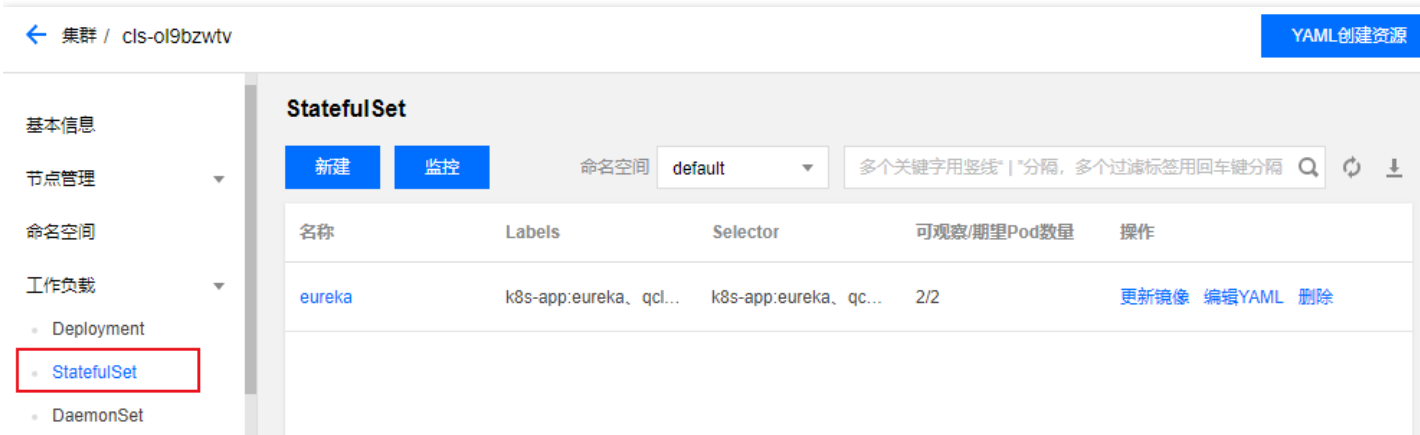 集群 / cls-ol9bzwtv
YAML创建资源
基本信息
节点管理
命名空间
工作负载
Deployment
StatefulSet
DaemonSet
StatefulSet
新建 监控 命名空间 default 多个关键字用竖线“|”分隔，多个过滤标签用回车键分隔
名称 Labels Selector 可观察/期望Pod数量 操作
eureka k8s-app:eureka、qcl... k8s-app:eureka、qc... 2/2 更新镜像 编辑YAML 删除